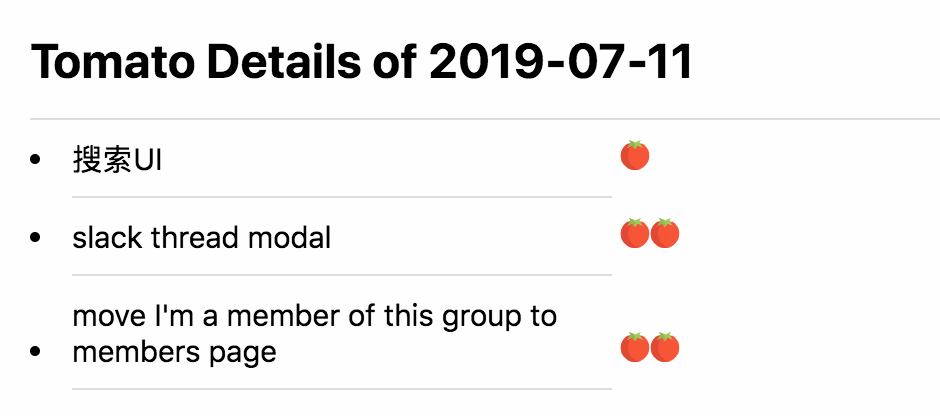 Tomato Details of 2019-07-11
搜索UI
slack thread modal
move I'm a member of this group to
members page